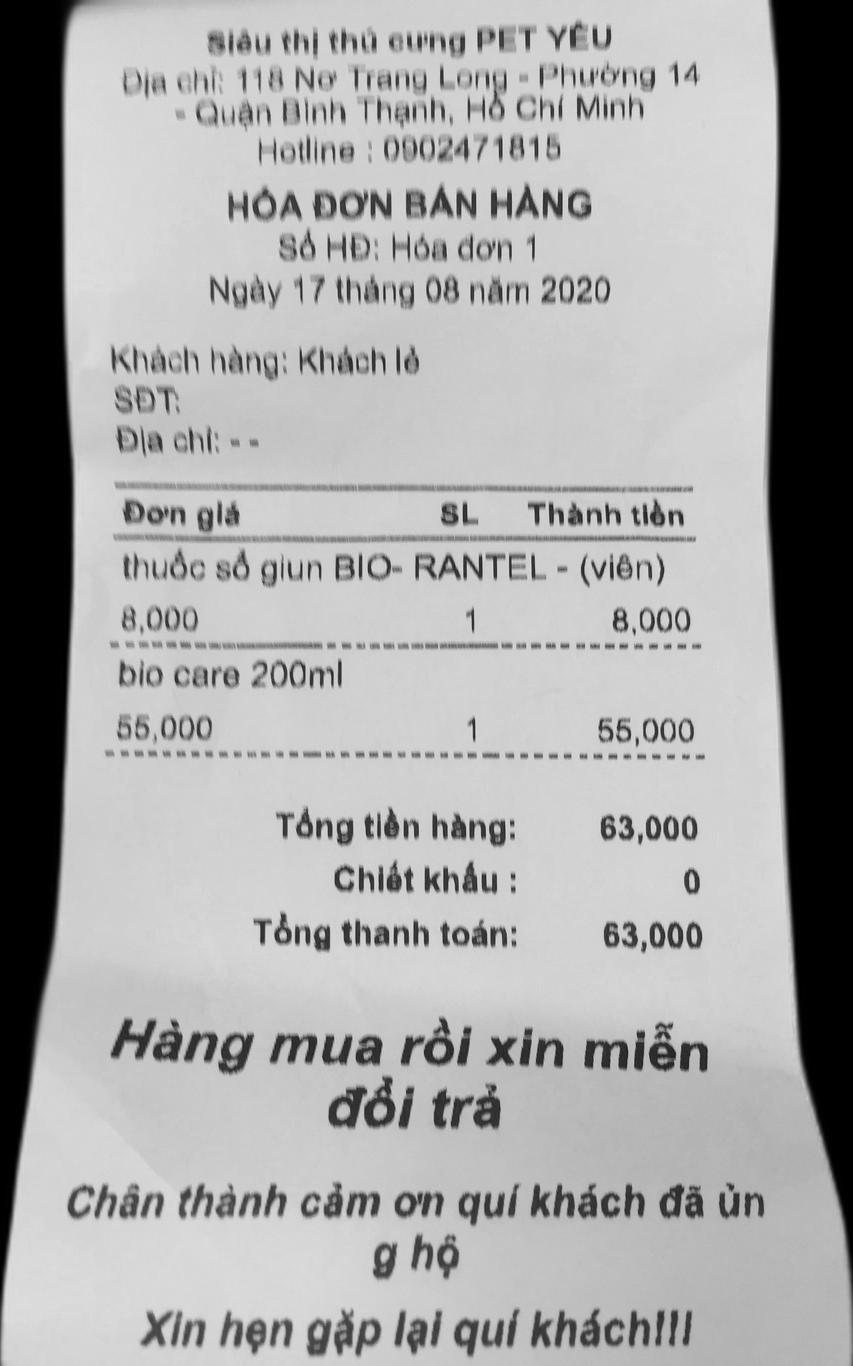 Siêu thị thú cưng PET YÊU
Địa chỉ: 118 Nơ Trang Long - Phường 14
- Quận Bình Thạnh, Hồ Chí Minh
Hotline : 0902471815
HÓA ĐƠN BÁN HÀNG
Số HĐ: Hóa đơn 1
Ngày 17 tháng 08 năm 2020
Khách hàng: Khách lẻ
SĐT:
Địa chỉ: - -
Đơn giá SL Thành tiền
thuốc sổ giun BIO- RANTEL - (viên)
8,000 1 8,000
bio care 200ml
55,000 1 55,000
Tổng tiền hàng: 63,000
Chiết khấu : 0
Tổng thanh toán: 63,000
Hàng mua rồi xin miễn
đổi trả
Chân thành cảm ơn quí khách đã ủn
g hộ
Xin hẹn gặp lại quí khách!!!